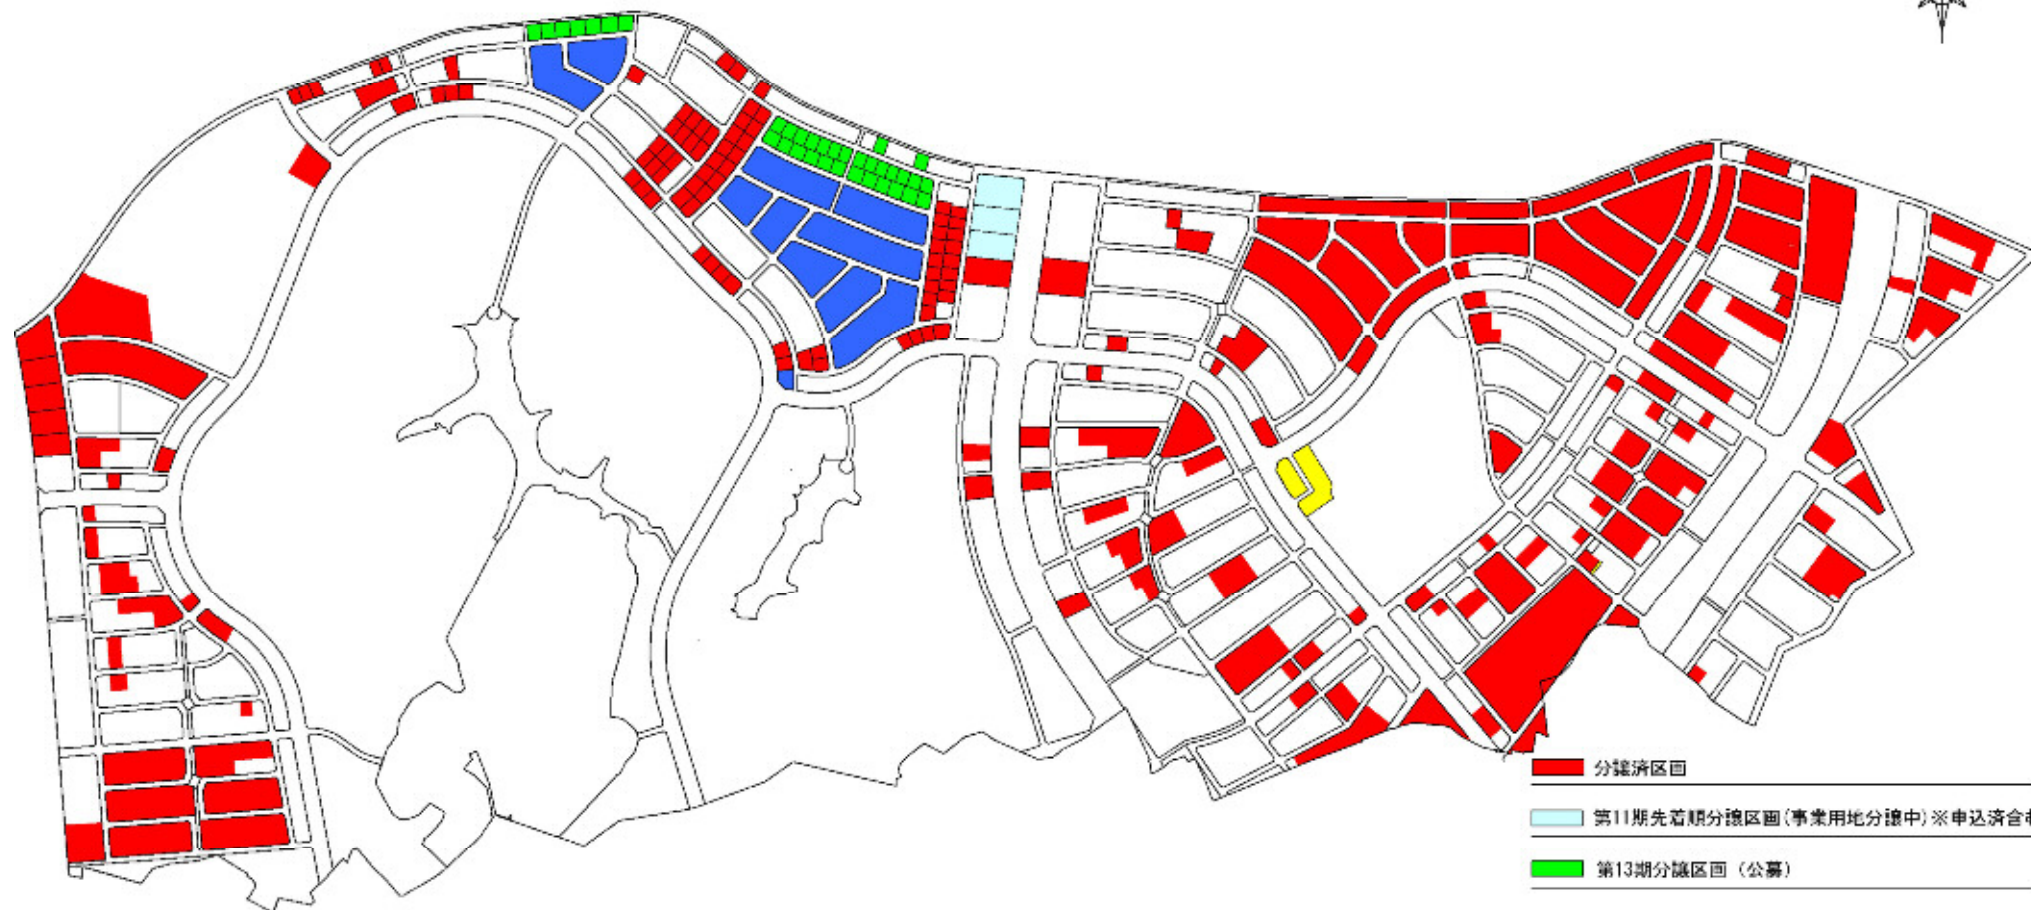 分譲済区画
第11期先着順分譲区画(事業用地分譲中)※申込済含
第13期分譲区画（公募）